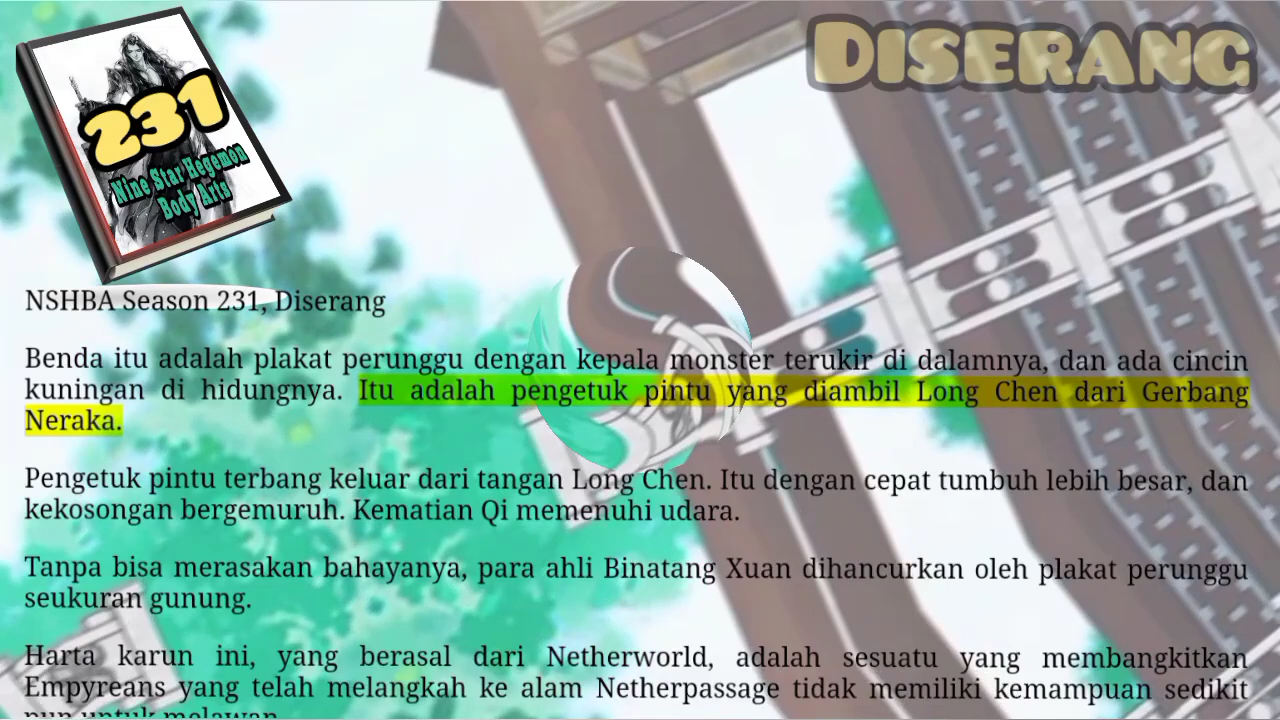 DISERANG
231
Nine Star Hegemon
Body Arts
NSHBA Season 231, Diserang
Benda itu adalah plakat perunggu dengan kepala monster terukir di dalamnya, dan ada cincin
kuningan di hidungnya. Itu adalah pengetuk pintu yang diambil Long Chen dari Gerbang
Neraka.
Pengetuk pintu terbang keluar dari tangan Long Chen. Itu dengan cepat tumbuh lebih besar, dan
kekosongan bergemuruh. Kematian Qi memenuhi udara.
Tanpa bisa merasakan bahayanya, para ahli Binatang Xuan dihancurkan oleh plakat perunggu
seukuran gunung.
Harta karun ini, yang berasal dari Netherworld, adalah sesuatu yang membangkitkan
Empyreans yang telah melangkah ke alam Netherpassage tidak memiliki kemampuan sedikit
pun untuk melawan.